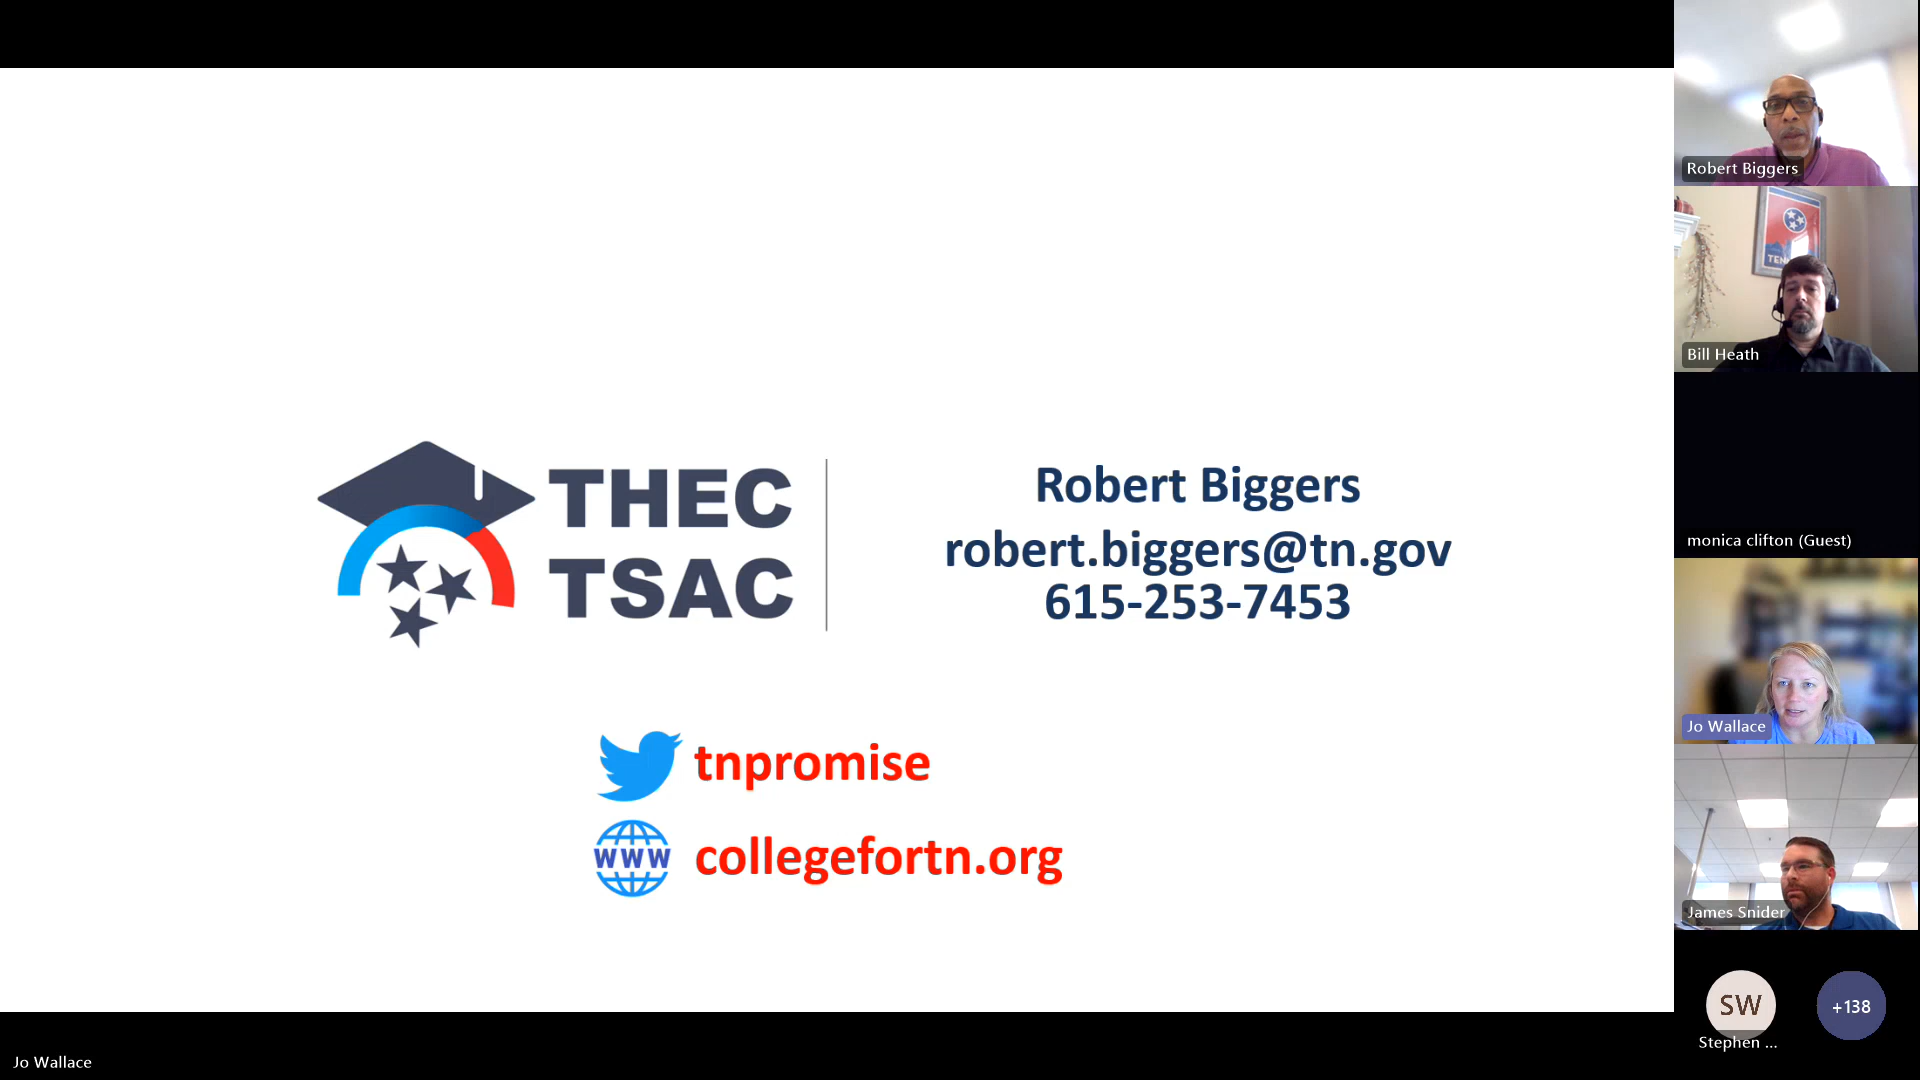 THEC
TSAC
Robert Biggers
robert.biggers@tn.gov
615-253-7453
tnpromise
www
collegefortn.org
Robert Biggers
TEN
Bill Heath
monica clifton (Guest)
Jo Wallace
James Snider
SW
Stephen ...
+138
Jo Wallace